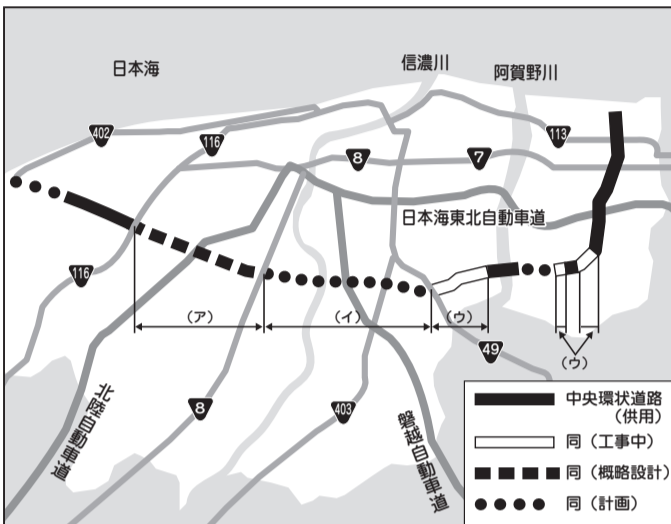 日本海
信濃川
阿賀野川
402
116
8
7
113
日本海東北自動車道
116
(ア)
(イ)
(ウ)
(ウ)
49
北陸自動車道
8
403
磐越自動車道
中央環状道路
(供用)
同(工事中)
同(概略設計)
同(計画)